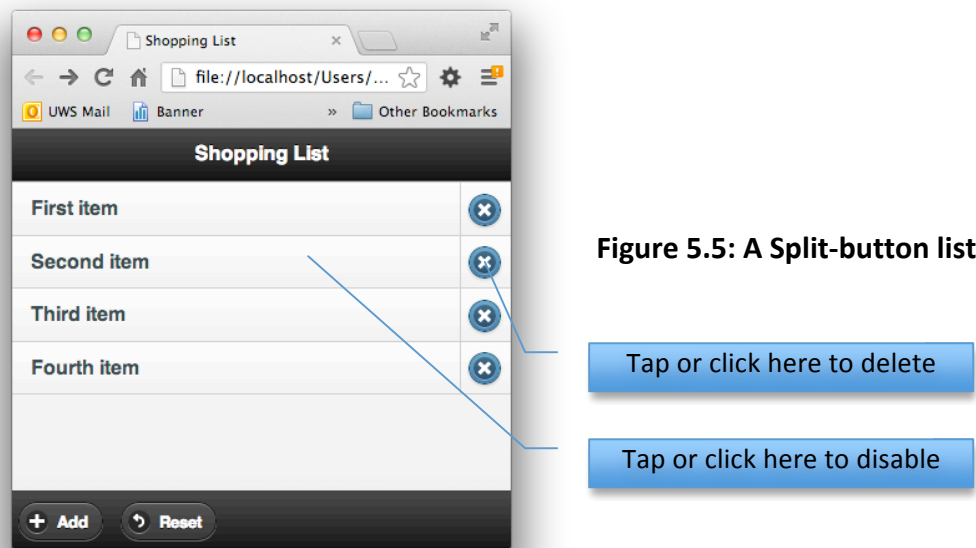 Shopping List
file://localhost/Users/...
UWS Mail Banner » Other Bookmarks
Shopping List
First item
Second item
Third item
Fourth item
Add Reset
Figure 5.5: A Split-button list
Tap or click here to delete
Tap or click here to disable